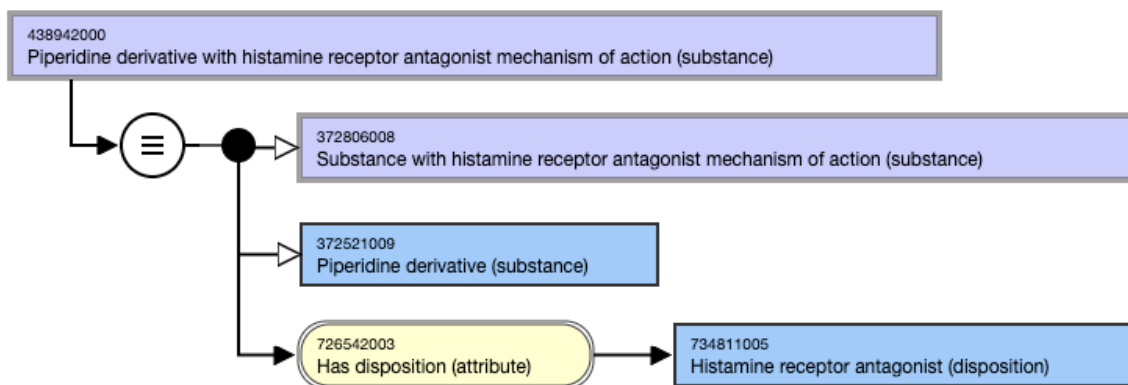 438942000
Piperidine derivative with histamine receptor antagonist mechanism of action (substance)
372806008
Substance with histamine receptor antagonist mechanism of action (substance)
372521009
Piperidine derivative (substance)
726542003
Has disposition (attribute)
734811005
Histamine receptor antagonist (disposition)